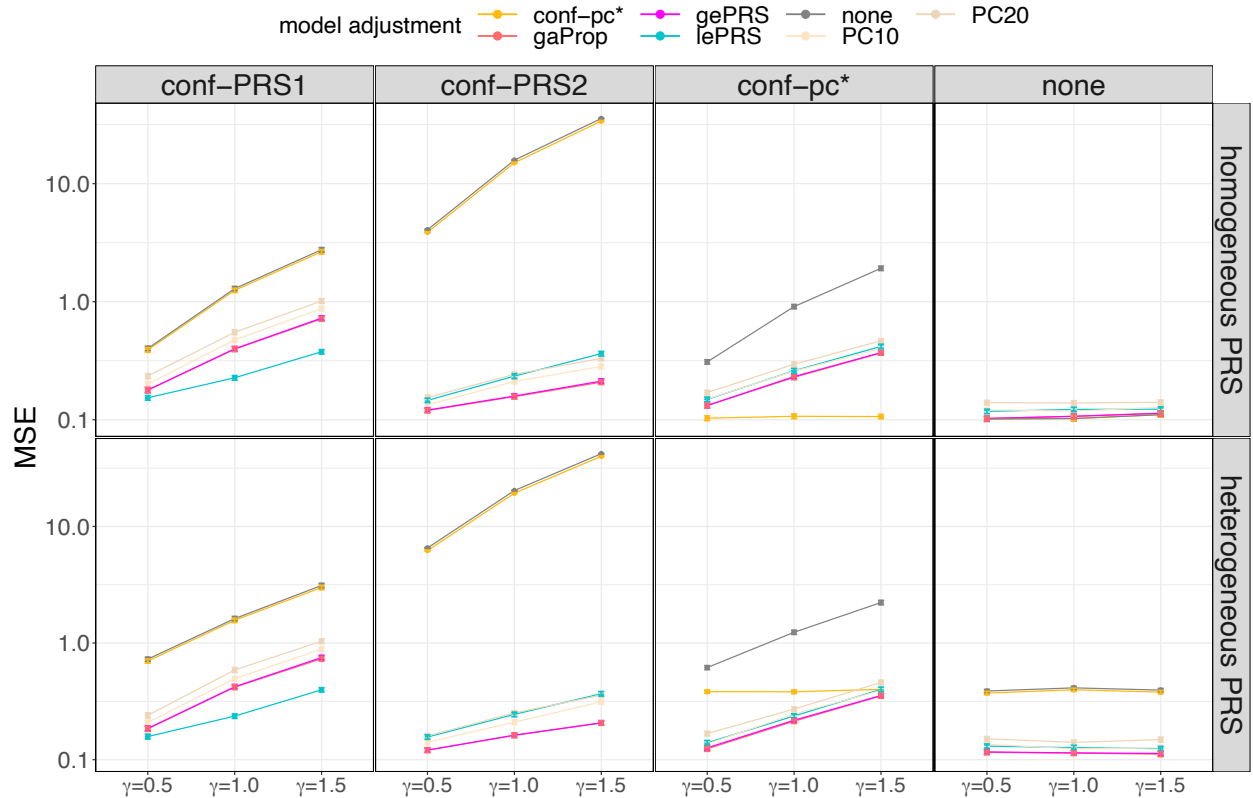 model adjustment
conf-pc* gePRS none PC20
gaProp lePRS PC10
conf-PRS1 conf-PRS2 conf-pc* none
homogeneous PRS
10.0
1.0
0.1
MSE
heterogeneous PRS
10.0
1.0
0.1
γ=0.5 γ=1.0 γ=1.5 γ=0.5 γ=1.0 γ=1.5 γ=0.5 γ=1.0 γ=1.5 γ=0.5 γ=1.0 γ=1.5